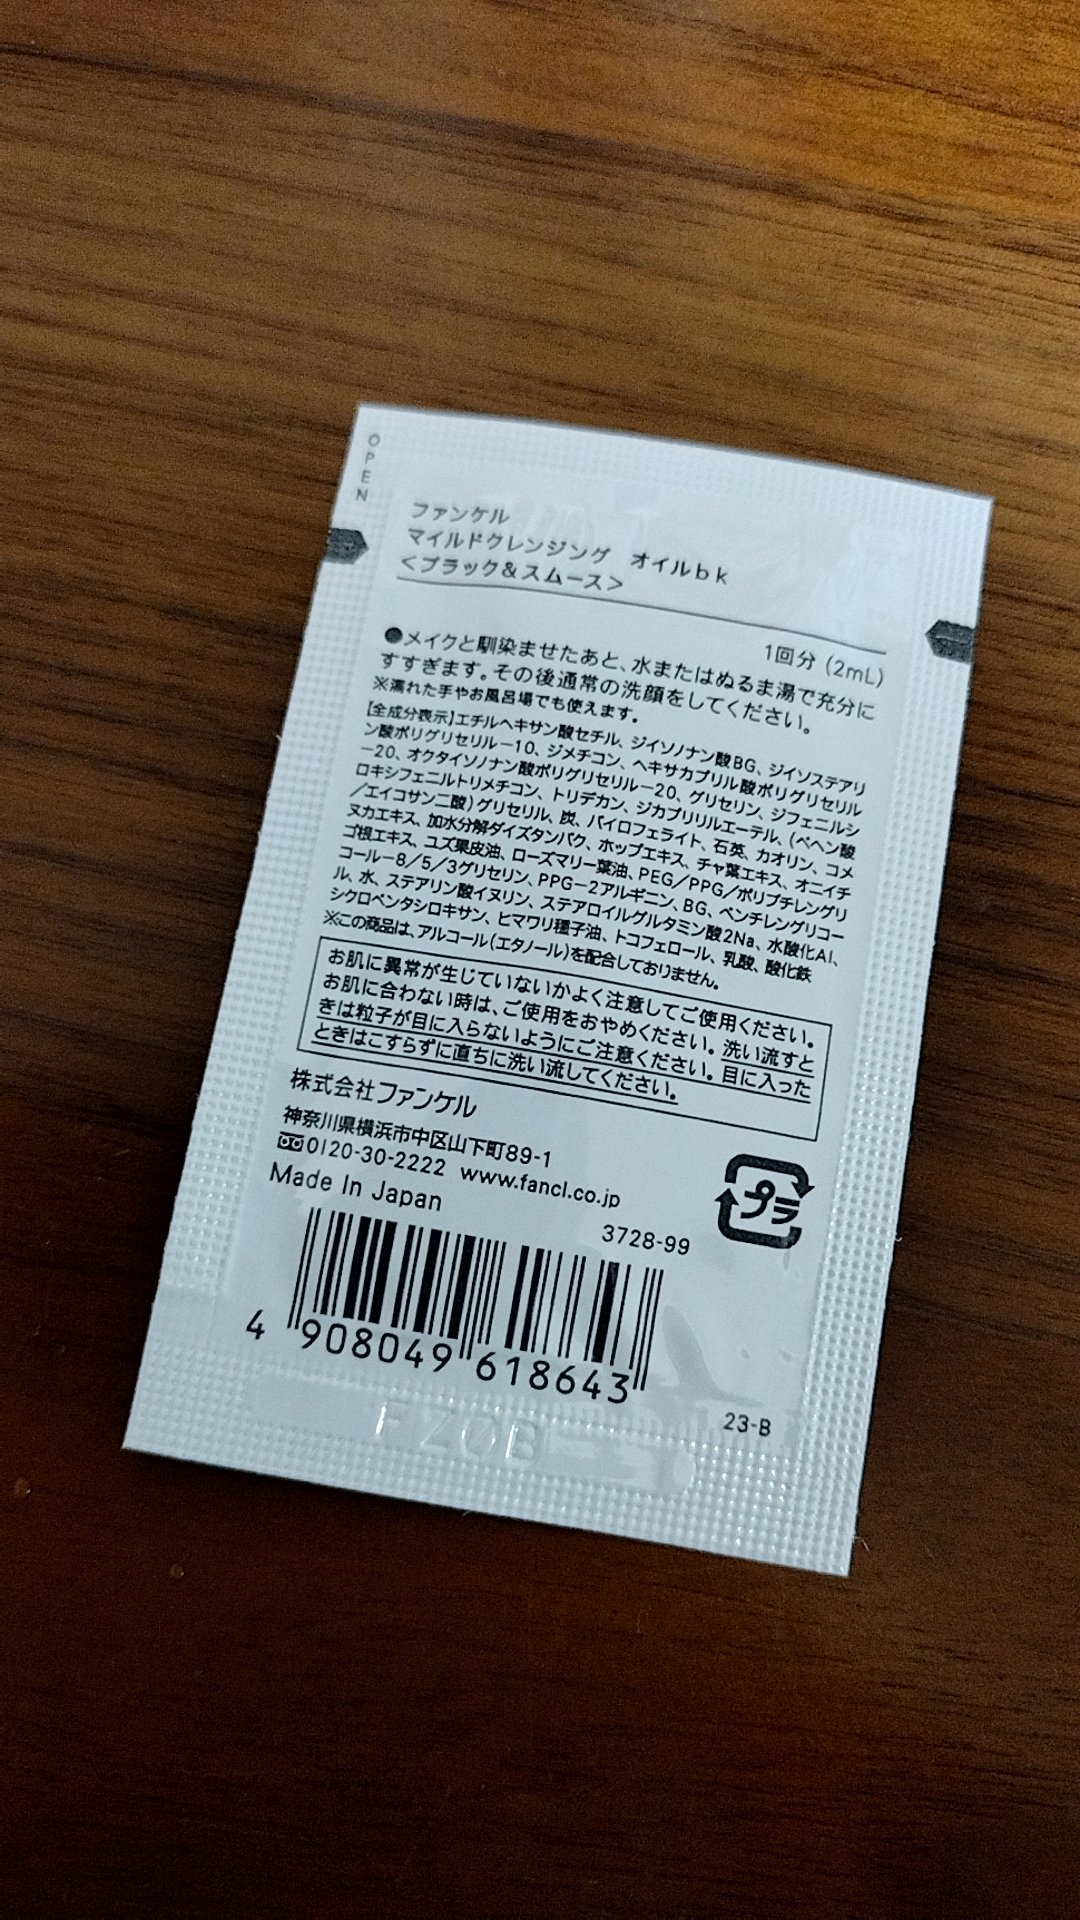 OPEN
ファンケル
マイルドクレンジング オイルbk
<ブラック&スムース>
1回分 (2mL)
●メイクと馴染ませたあと、水またはぬるま湯で充分に
すすぎます。その後通常の洗顔をしてください。
※濡れた手やお風呂場でも使えます。
【全成分表示】エチルヘキサン酸セチル、ジイソノナン酸BG、ジイソステアリ
ン酸ポリグリセリル-10、ジメチコン、ヘキサカプリル酸ポリグリセリル
-20、オクタイソノナン酸ポリグリセリル-20、グリセリン、ジフェニルシ
ロキシフェニルトリメチコン、トリデカン、ジカプリリルエーテル、(ベヘン酸
/エイコサン二酸)グリセリル、炭、パイロフェライト、石英、カオリン、コメ
ヌカエキス、加水分解ダイズタンパク、ホップエキス、チャ葉エキス、オニイチ
ゴ根エキス、ユズ果皮油、ローズマリー葉油、PEG/PPG/ポリブチレングリ
コール-8/5/3グリセリン、PPG-2アルギニン、BG、ペンチレングリコー
ル、水、ステアリン酸イヌリン、ステアロイルグルタミン酸2Na、水酸化Al、
シクロペンタシロキサン、ヒマワリ種子油、トコフェロール、乳酸、酸化鉄
※この商品は、アルコール(エタノール)を配合しておりません。
お肌に異常が生じていないかよく注意してご使用ください。
お肌に合わない時は、ご使用をおやめください。洗い流すと
きは粒子が目に入らないようにご注意ください。目に入った
ときはこすらずに直ちに洗い流してください。
株式会社ファンケル
神奈川県横浜市中区山下町89-1
0120-30-2222 www.fancl.co.jp
Made In Japan
3728-99
プラ
4 908049 618643
23-B